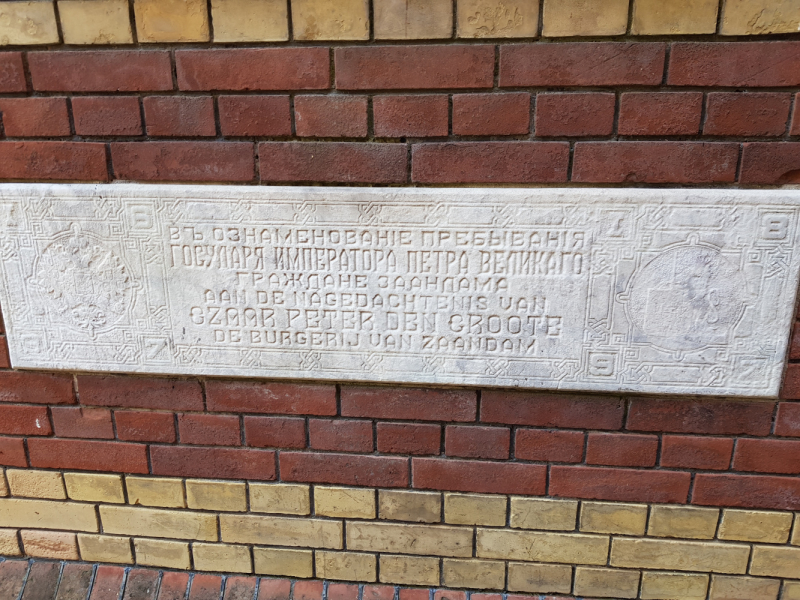 ВЪ ОЗНАМЕНОВАНІЕ ПРЕБЫВАНІЯ
ГОСУДАРЯ ИМПЕРАТОРА ПЕТРА ВЕЛИКАГО
ГРАЖДАНЕ ЗААНДАМА
AAN DE NAGEDACHTENIS VAN
CZAAR PETER DEN GROOTE
DE BURGERIJ VAN ZAANDAM.